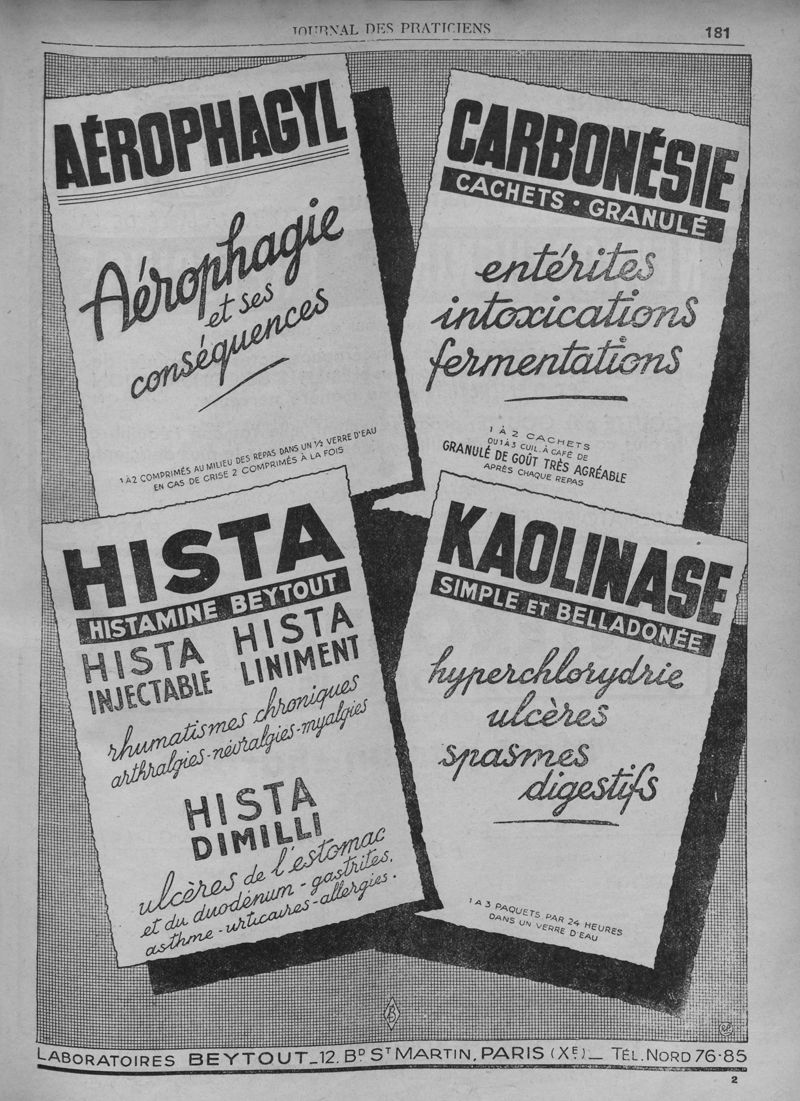 JOURNAL DES PRATICIENS
181
AÉROPHAGYL
Aérophagie
et ses
conséquences
1 À 2 COMPRIMÉS AU MILIEU DES REPAS DANS UN 1/2 VERRE D'EAU
EN CAS DE CRISE 2 COMPRIMÉS À LA FOIS
CARBONÉSIE
CACHETS · GRANULÉ
entérites
intoxications
fermentations
1 À 2 CACHETS
OU 1 À 3 CUIL. À CAFÉ DE
GRANULÉ DE GOÛT TRÈS AGRÉABLE
APRÈS CHAQUE REPAS
HISTA
HISTAMINE BEYTOUT
HISTA
INJECTABLE
HISTA
LINIMENT
rhumatismes chroniques
arthralgies-névralgies-myalgies
HISTA
DIMILLI
ulcères de l'estomac
et du duodénum - gastrites,
asthme - urticaires - allergies.
KAOLINASE
SIMPLE ET BELLADONÉE
hyperchlorydrie
ulcères
spasmes
digestifs
1 A 3 PAQUETS PAR 24 HEURES
DANS UN VERRE D'EAU
LABORATOIRES BEYTOUT_12, BD ST MARTIN, PARIS (XE)_ TÉL. NORD 76-85
2